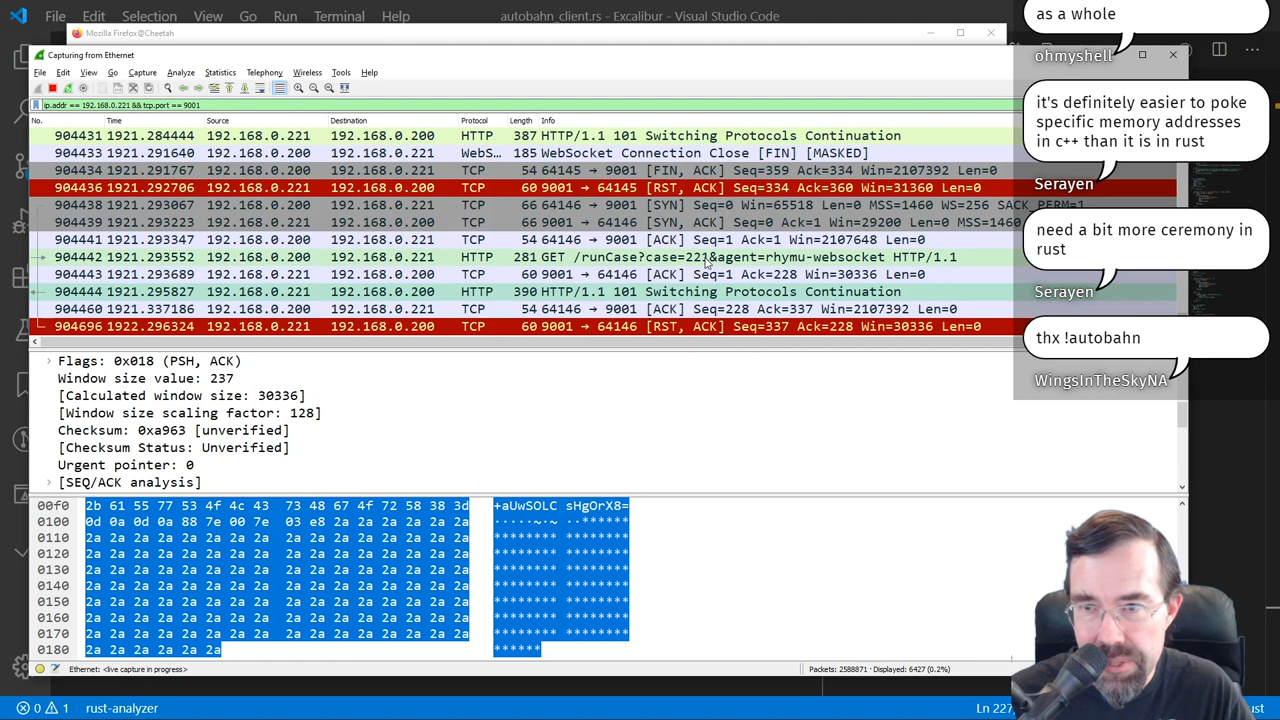 File Edit Selection View Go Run Terminal Help autobahn_client.rs - Excalibur - Visual Studio Code
Mozilla Firefox@Cheetah
Capturing from Ethernet
File Edit View Go Capture Analyze Statistics Telephony Wireless Tools Help
ip.addr == 192.168.0.221 && tcp.port == 9001
No. Time Source Destination Protocol Length Info
904431 1921.284444 192.168.0.221 192.168.0.200 HTTP 387 HTTP/1.1 101 Switching Protocols Continuation
904433 1921.291640 192.168.0.200 192.168.0.221 WebS… 185 WebSocket Connection Close [FIN] [MASKED]
904434 1921.291767 192.168.0.200 192.168.0.221 TCP 54 64145 → 9001 [FIN, ACK] Seq=359 Ack=334 Win=2107392 Len=0
904436 1921.292706 192.168.0.221 192.168.0.200 TCP 60 9001 → 64145 [RST, ACK] Seq=334 Ack=360 Win=31360 Len=0
904438 1921.293067 192.168.0.200 192.168.0.221 TCP 66 64146 → 9001 [SYN] Seq=0 Win=65518 Len=0 MSS=1460 WS=256 SACK_PERM=1
904439 1921.293223 192.168.0.221 192.168.0.200 TCP 66 9001 → 64146 [SYN, ACK] Seq=0 Ack=1 Win=29200 Len=0 MSS=1460
904441 1921.293347 192.168.0.200 192.168.0.221 TCP 54 64146 → 9001 [ACK] Seq=1 Ack=1 Win=2107648 Len=0
904442 1921.293552 192.168.0.200 192.168.0.221 HTTP 281 GET /runCase?case=221&agent=rhymu-websocket HTTP/1.1
904443 1921.293689 192.168.0.221 192.168.0.200 TCP 60 9001 → 64146 [ACK] Seq=1 Ack=228 Win=30336 Len=0
904444 1921.295827 192.168.0.221 192.168.0.200 HTTP 390 HTTP/1.1 101 Switching Protocols Continuation
904460 1921.337186 192.168.0.200 192.168.0.221 TCP 54 64146 → 9001 [ACK] Seq=228 Ack=337 Win=2107392 Len=0
904696 1922.296324 192.168.0.221 192.168.0.200 TCP 60 9001 → 64146 [RST, ACK] Seq=337 Ack=228 Win=30336 Len=0
Flags: 0x018 (PSH, ACK)
Window size value: 237
[Calculated window size: 30336]
[Window size scaling factor: 128]
Checksum: 0xa963 [unverified]
[Checksum Status: Unverified]
Urgent pointer: 0
[SEQ/ACK analysis]
00f0 2b 61 55 77 53 4f 4c 43 73 48 67 4f 72 58 38 3d +aUwSOLC sHgOrX8=
0100 0d 0a 0d 0a 88 7e 00 7e 03 e8 2a 2a 2a 2a 2a 2a ·····~·~ ··******
0110 2a 2a 2a 2a 2a 2a 2a 2a 2a 2a 2a 2a 2a 2a 2a 2a ******** ********
0120 2a 2a 2a 2a 2a 2a 2a 2a 2a 2a 2a 2a 2a 2a 2a 2a ******** ********
0130 2a 2a 2a 2a 2a 2a 2a 2a 2a 2a 2a 2a 2a 2a 2a 2a ******** ********
0140 2a 2a 2a 2a 2a 2a 2a 2a 2a 2a 2a 2a 2a 2a 2a 2a ******** ********
0150 2a 2a 2a 2a 2a 2a 2a 2a 2a 2a 2a 2a 2a 2a 2a 2a ******** ********
0160 2a 2a 2a 2a 2a 2a 2a 2a 2a 2a 2a 2a 2a 2a 2a 2a ******** ********
0170 2a 2a 2a 2a 2a 2a 2a 2a 2a 2a 2a 2a 2a 2a 2a 2a ******** ********
0180 2a 2a 2a 2a 2a 2a ******
Ethernet: <live capture in progress> Packets: 2588871 · Displayed: 6427 (0.2%)
0 1 rust-analyzer Ln 227, ust
as a whole
ohmyshell
it's definitely easier to poke
specific memory addresses
in c++ than it is in rust
Serayen
need a bit more ceremony in
rust
Serayen
thx !autobahn
WingsInTheSkyNA